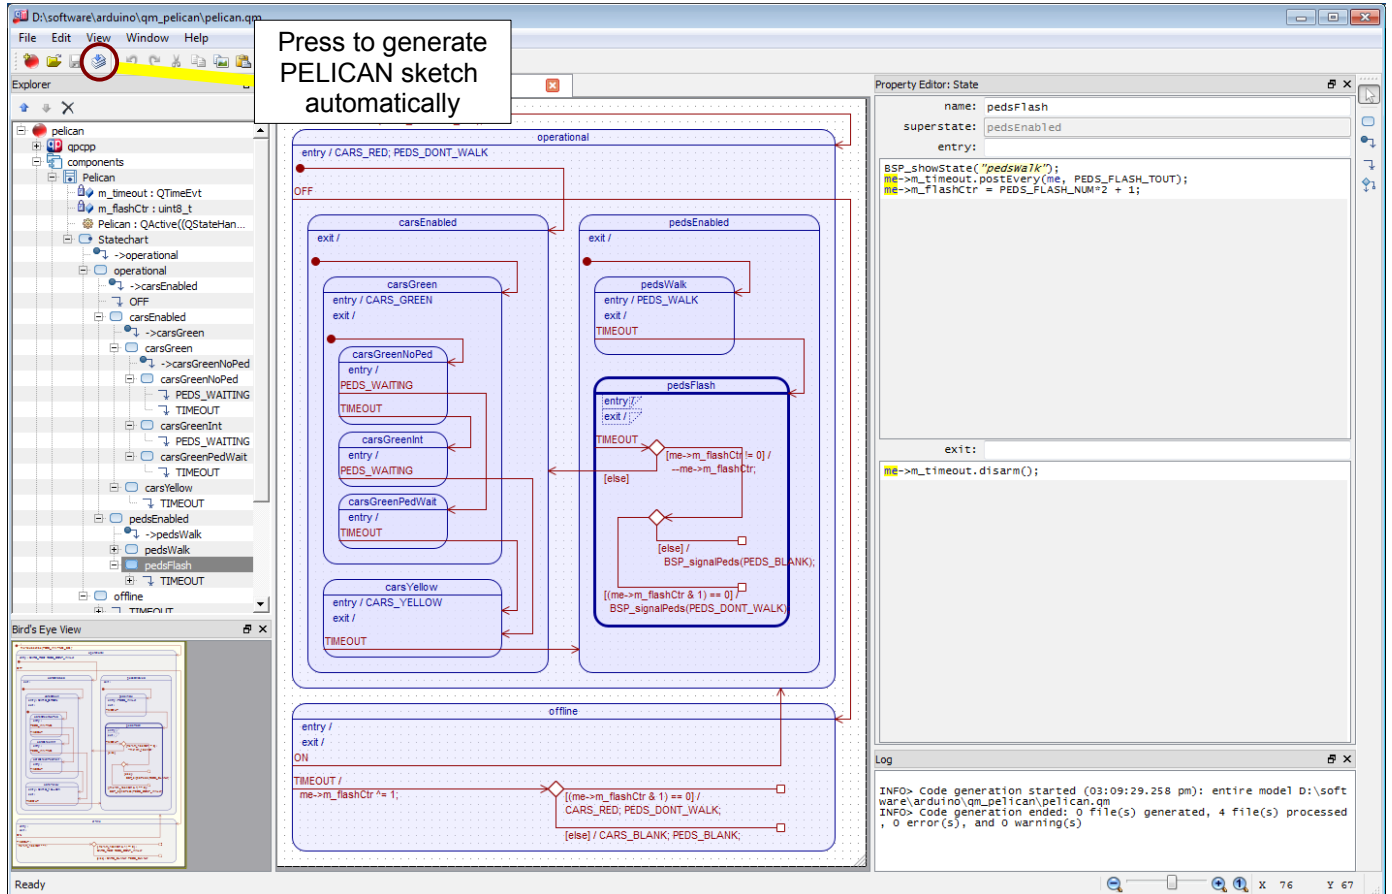 D:\software\arduino\qm_pelican\pelican.qm
File Edit View Window Help
Press to generate
PELICAN sketch
automatically
Explorer
pelican
qpcpp
components
Pelican
m_timeout : QTimeEvt
m_flashCtr : uint8_t
Pelican : QActive((QStateHan...
Statechart
->operational
operational
->carsEnabled
OFF
carsEnabled
->carsGreen
carsGreen
->carsGreenNoPed
carsGreenNoPed
PEDS_WAITING
TIMEOUT
carsGreenInt
PEDS_WAITING
carsGreenPedWait
TIMEOUT
carsYellow
TIMEOUT
pedsEnabled
->pedsWalk
pedsWalk
pedsFlash
TIMEOUT
offline
TIMEOUT
Bird's Eye View
operational
entry / CARS_RED; PEDS_DONT_WALK
OFF
carsEnabled
exit /
carsGreen
entry / CARS_GREEN
exit /
carsGreenNoPed
entry /
PEDS_WAITING
TIMEOUT
carsGreenInt
entry /
PEDS_WAITING
carsGreenPedWait
entry /
TIMEOUT
carsYellow
entry / CARS_YELLOW
exit /
TIMEOUT
pedsEnabled
exit /
pedsWalk
entry / PEDS_WALK
exit /
TIMEOUT
pedsFlash
entry /
exit /
TIMEOUT
[me->m_flashCtr != 0] /
--me->m_flashCtr;
[else]
[else] /
BSP_signalPeds(PEDS_BLANK);
[(me->m_flashCtr & 1) == 0] /
BSP_signalPeds(PEDS_DONT_WALK)
offline
entry /
exit /
ON
TIMEOUT /
me->m_flashCtr ^= 1;
[(me->m_flashCtr & 1) == 0] /
CARS_RED; PEDS_DONT_WALK;
[else] / CARS_BLANK; PEDS_BLANK;
Property Editor: State
name: pedsFlash
superstate: pedsEnabled
entry:
BSP_showState("pedsWalk");
me->m_timeout.postEvery(me, PEDS_FLASH_TOUT);
me->m_flashCtr = PEDS_FLASH_NUM*2 + 1;
exit:
me->m_timeout.disarm();
Log
INFO> Code generation started (03:09:29.258 pm): entire model D:\soft
ware\arduino\qm_pelican\pelican.qm
INFO> Code generation ended: 0 file(s) generated, 4 file(s) processed
, 0 error(s), and 0 warning(s)
Ready
X 76 Y 67